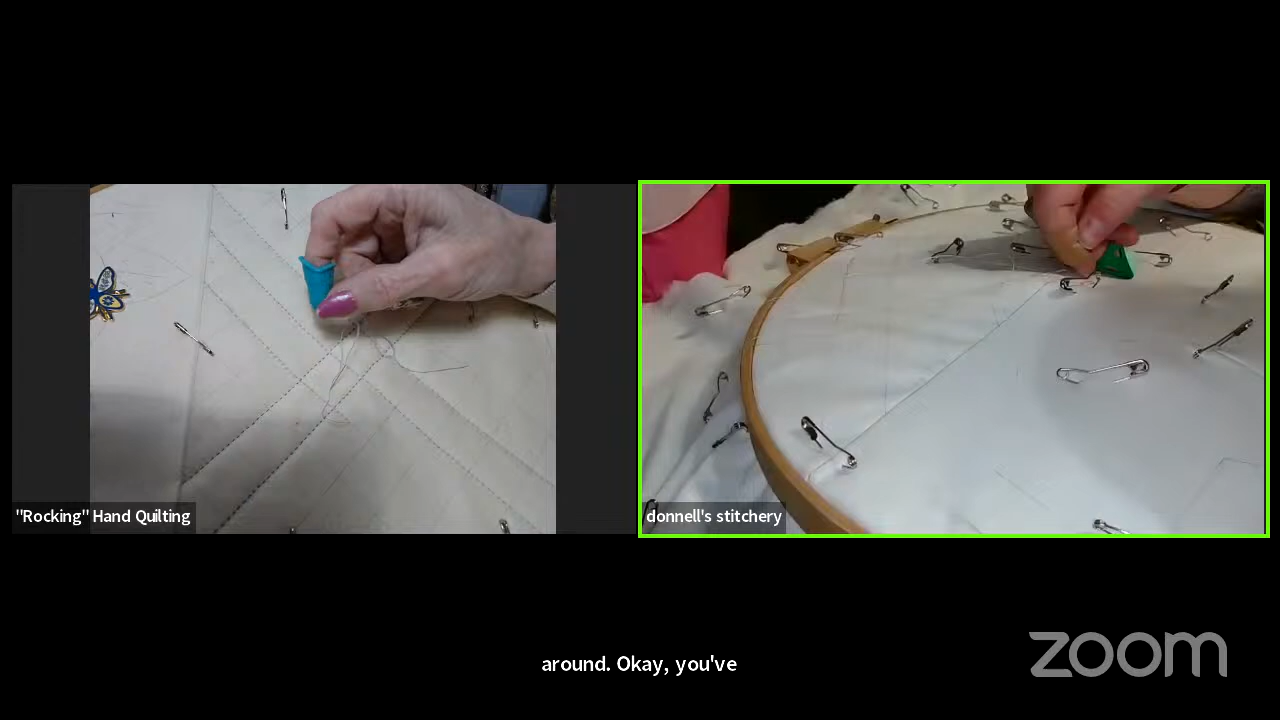 "Rocking" Hand Quilting
donnell's stitchery
around. Okay, you've
zoom